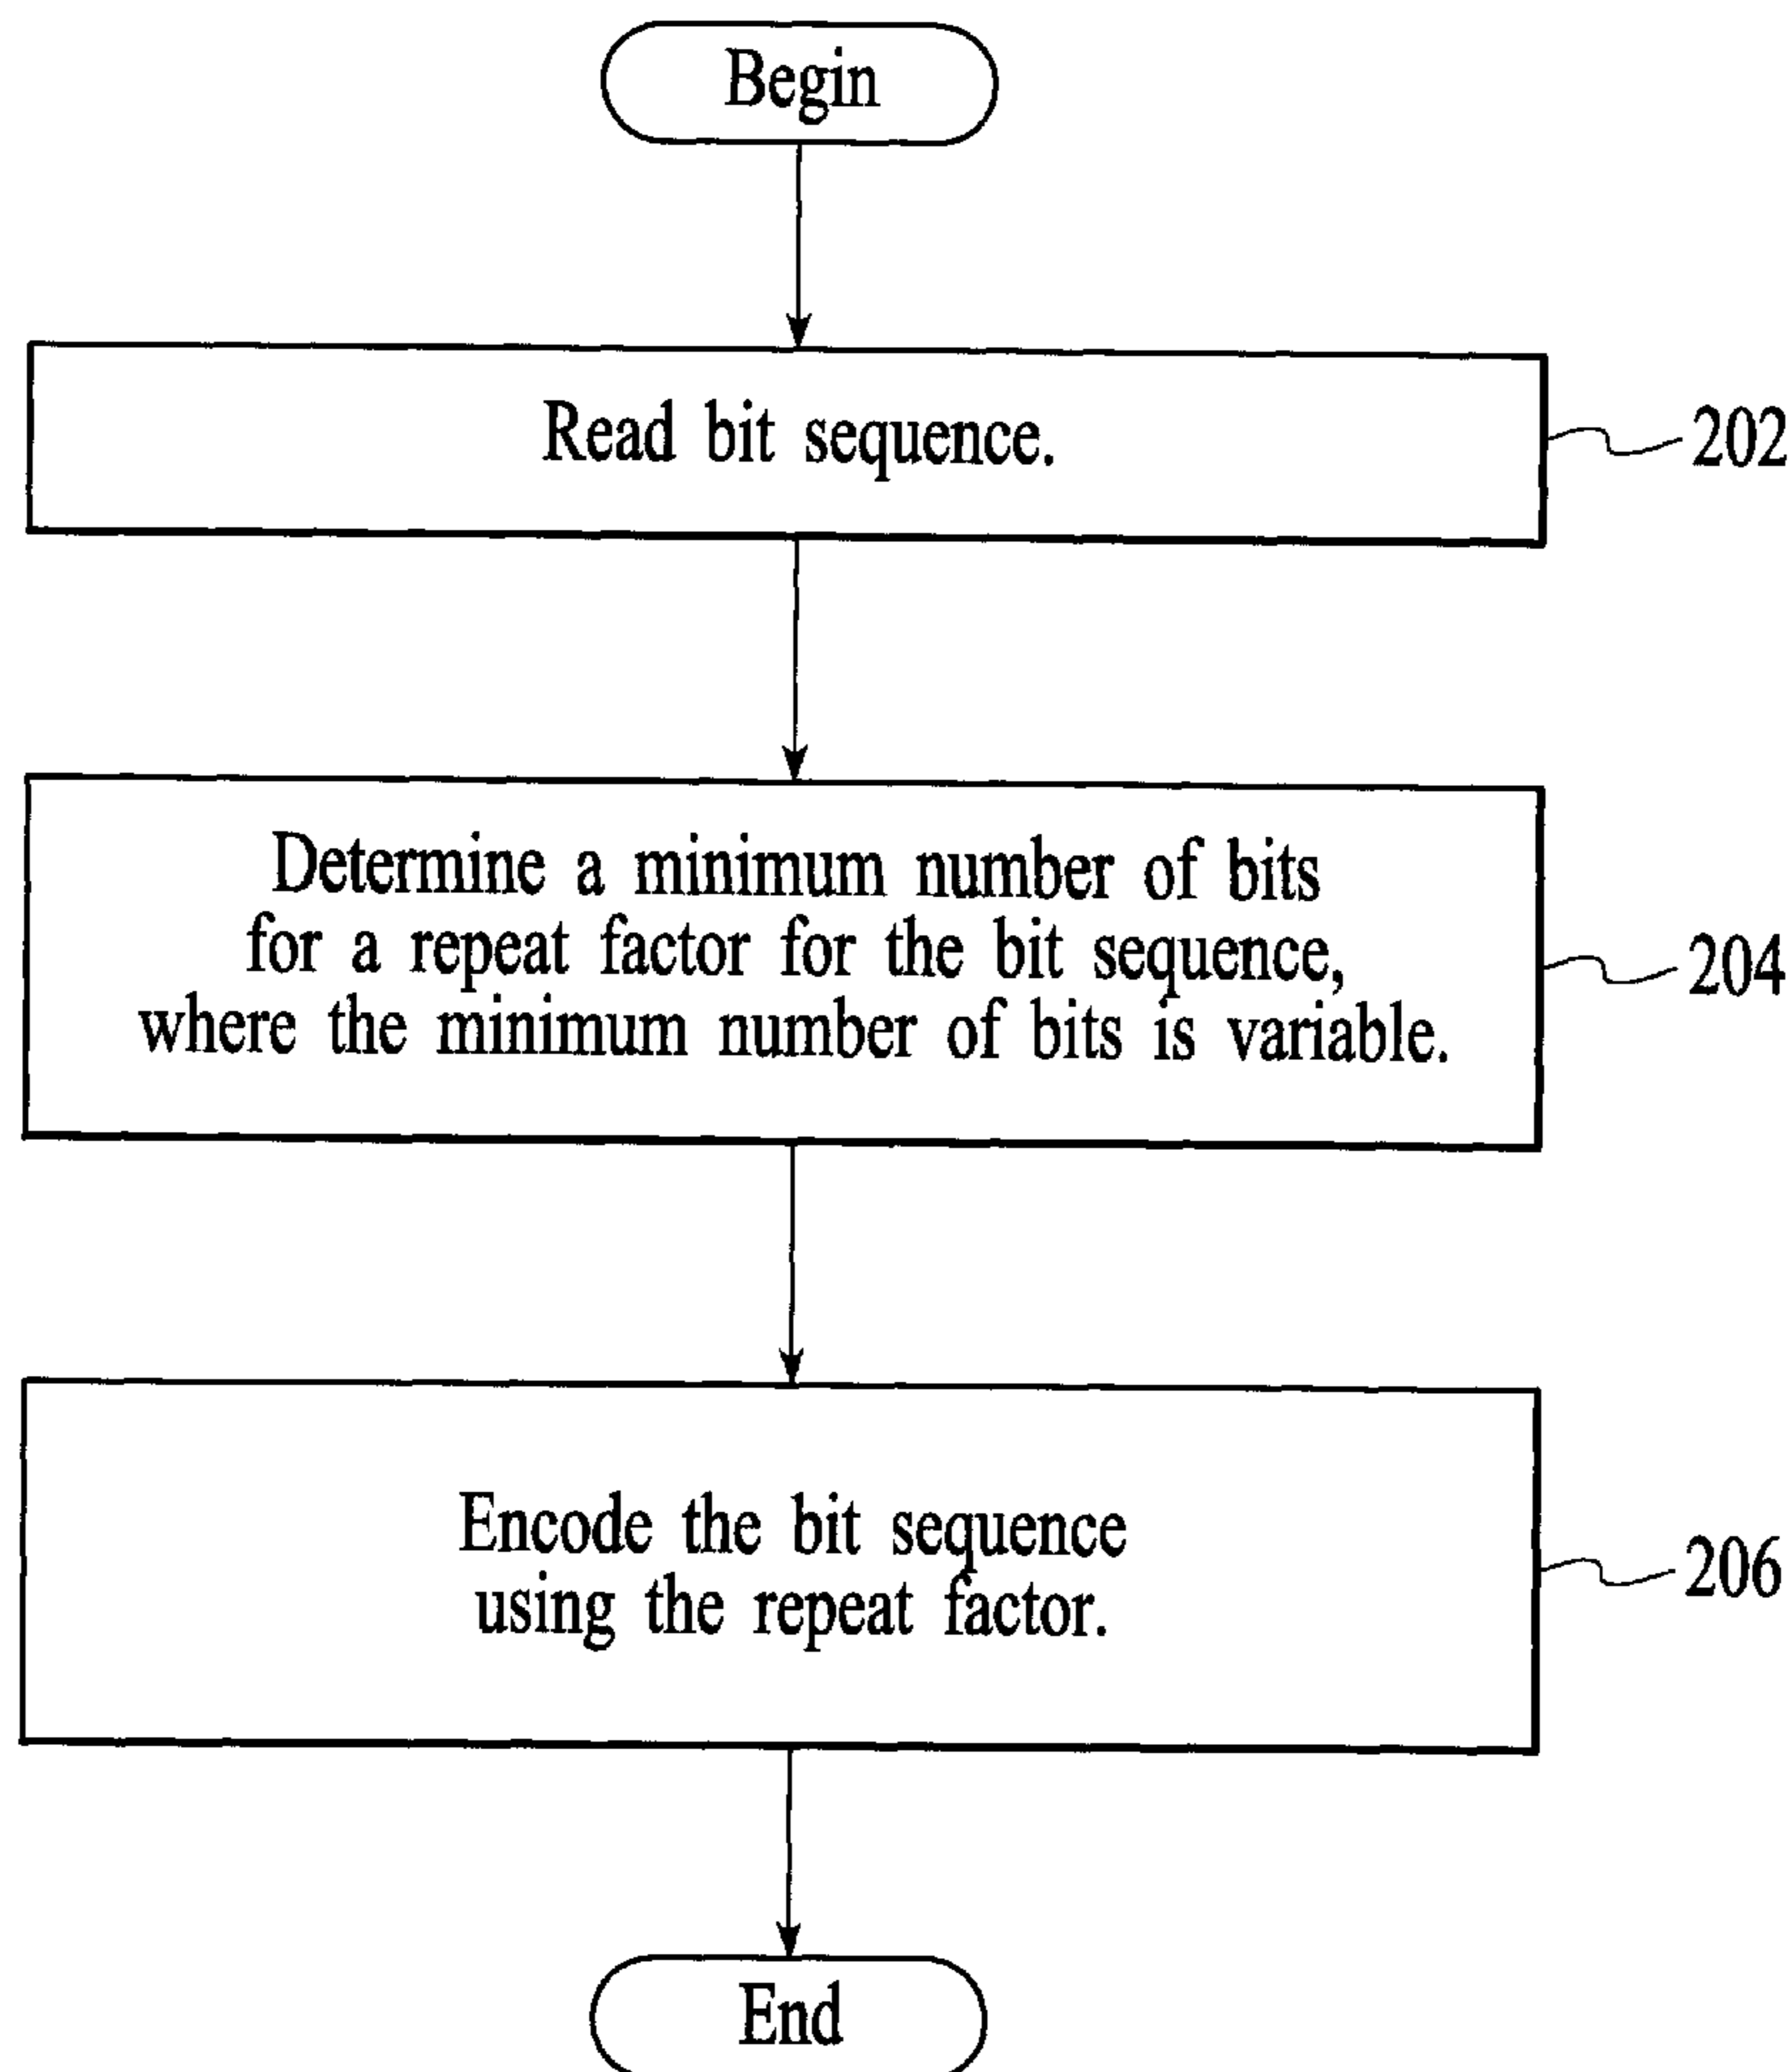 Begin
Read bit sequence.
202
Determine a minimum number of bits
for a repeat factor for the bit sequence,
where the minimum number of bits is variable.
204
Encode the bit sequence
using the repeat factor.
206
End